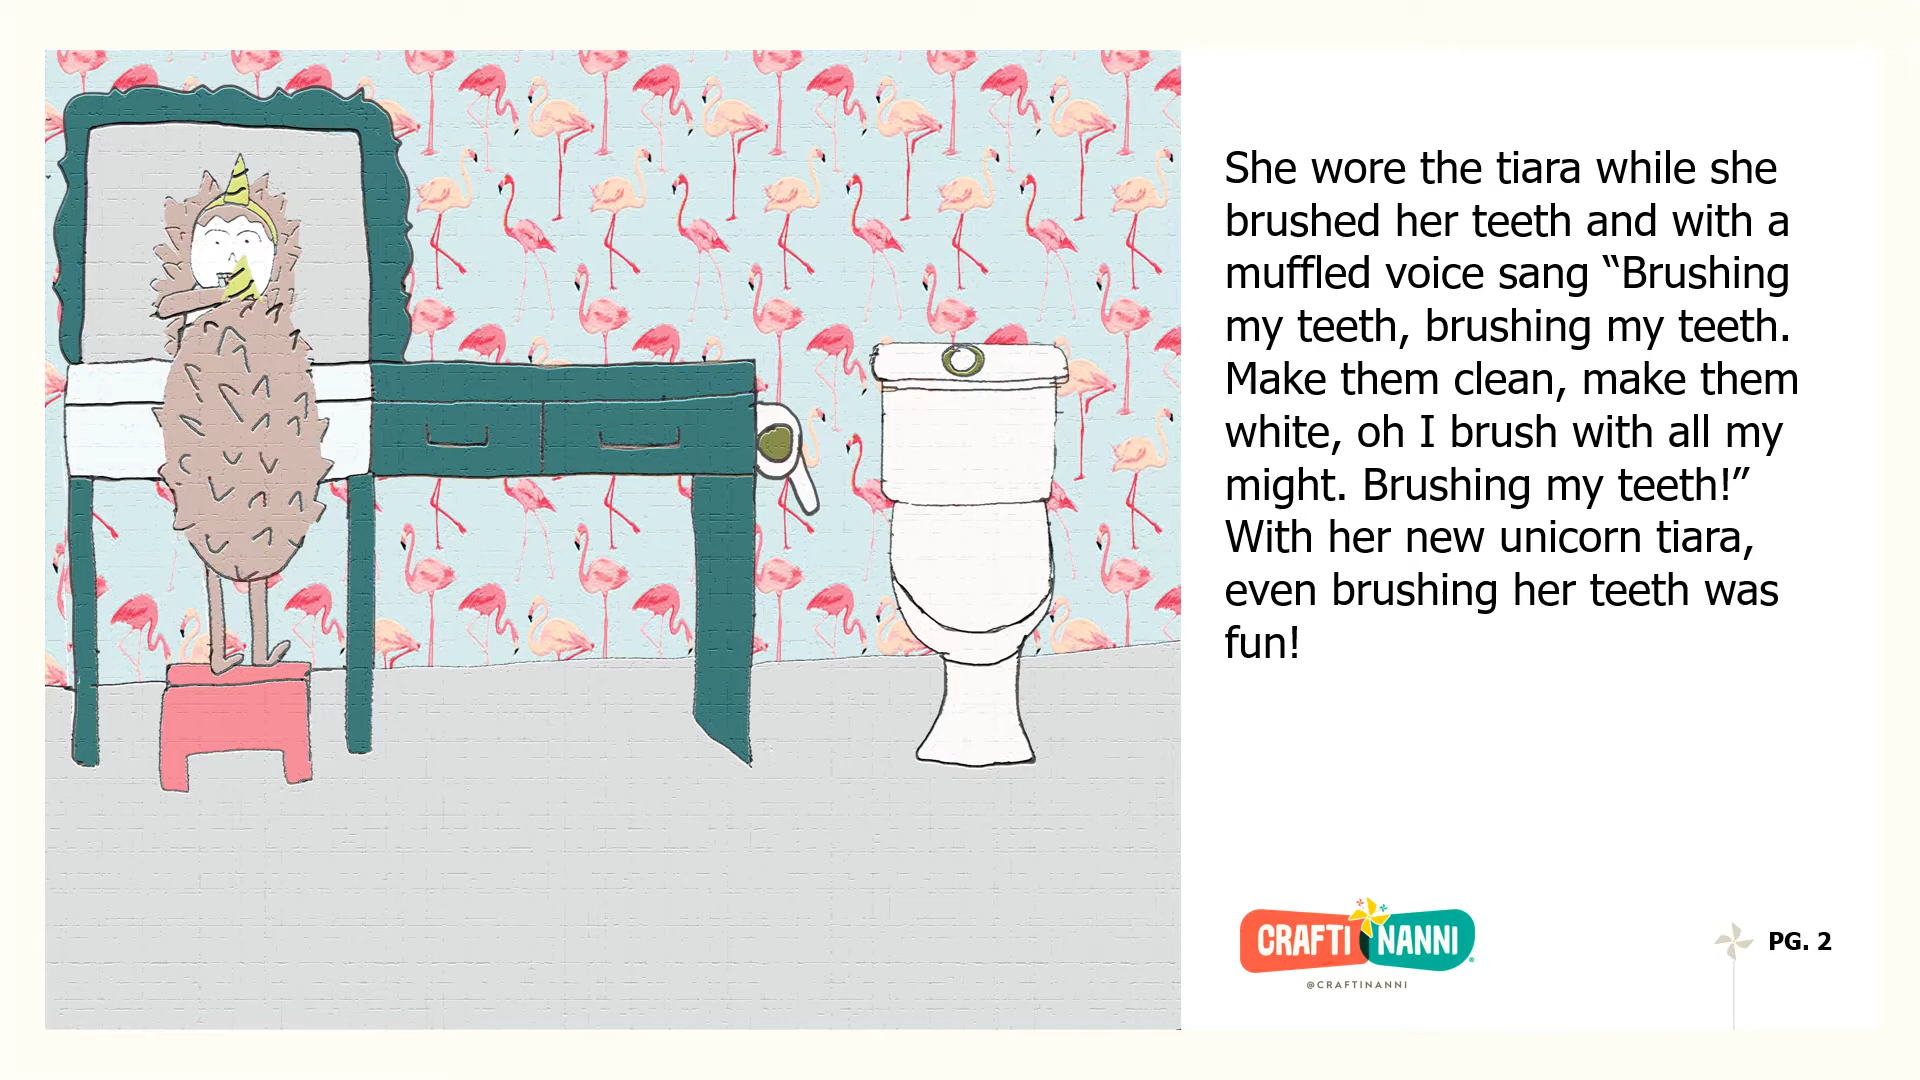 She wore the tiara while she
brushed her teeth and with a
muffled voice sang “Brushing
my teeth, brushing my teeth.
Make them clean, make them
white, oh I brush with all my
might. Brushing my teeth!”
With her new unicorn tiara,
even brushing her teeth was
fun!
CRAFTI NANNI®
@CRAFTINANNI
PG. 2